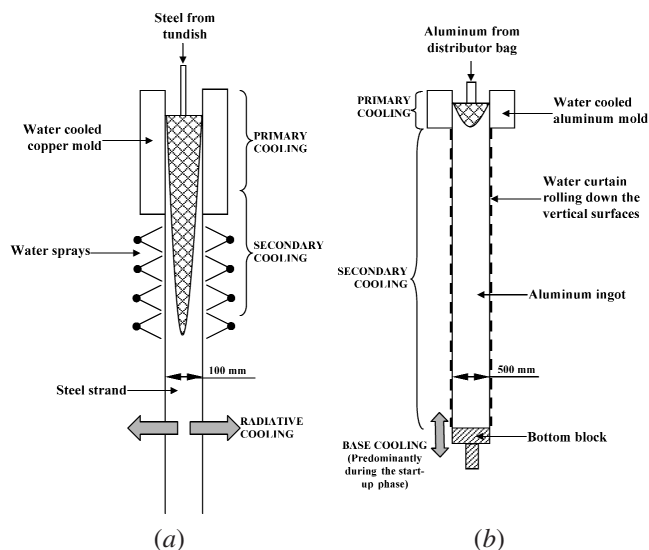 Steel from
tundish
Water cooled
copper mold
PRIMARY
COOLING
Water sprays
SECONDARY
COOLING
100 mm
Steel strand
RADIATIVE
COOLING
(a)
Aluminum from
distributor bag
PRIMARY
COOLING
Water cooled
aluminum mold
Water curtain
rolling down the
vertical surfaces
SECONDARY
COOLING
Aluminum ingot
500 mm
BASE COOLING
(Predominantly
during the start-
up phase)
Bottom block
(b)